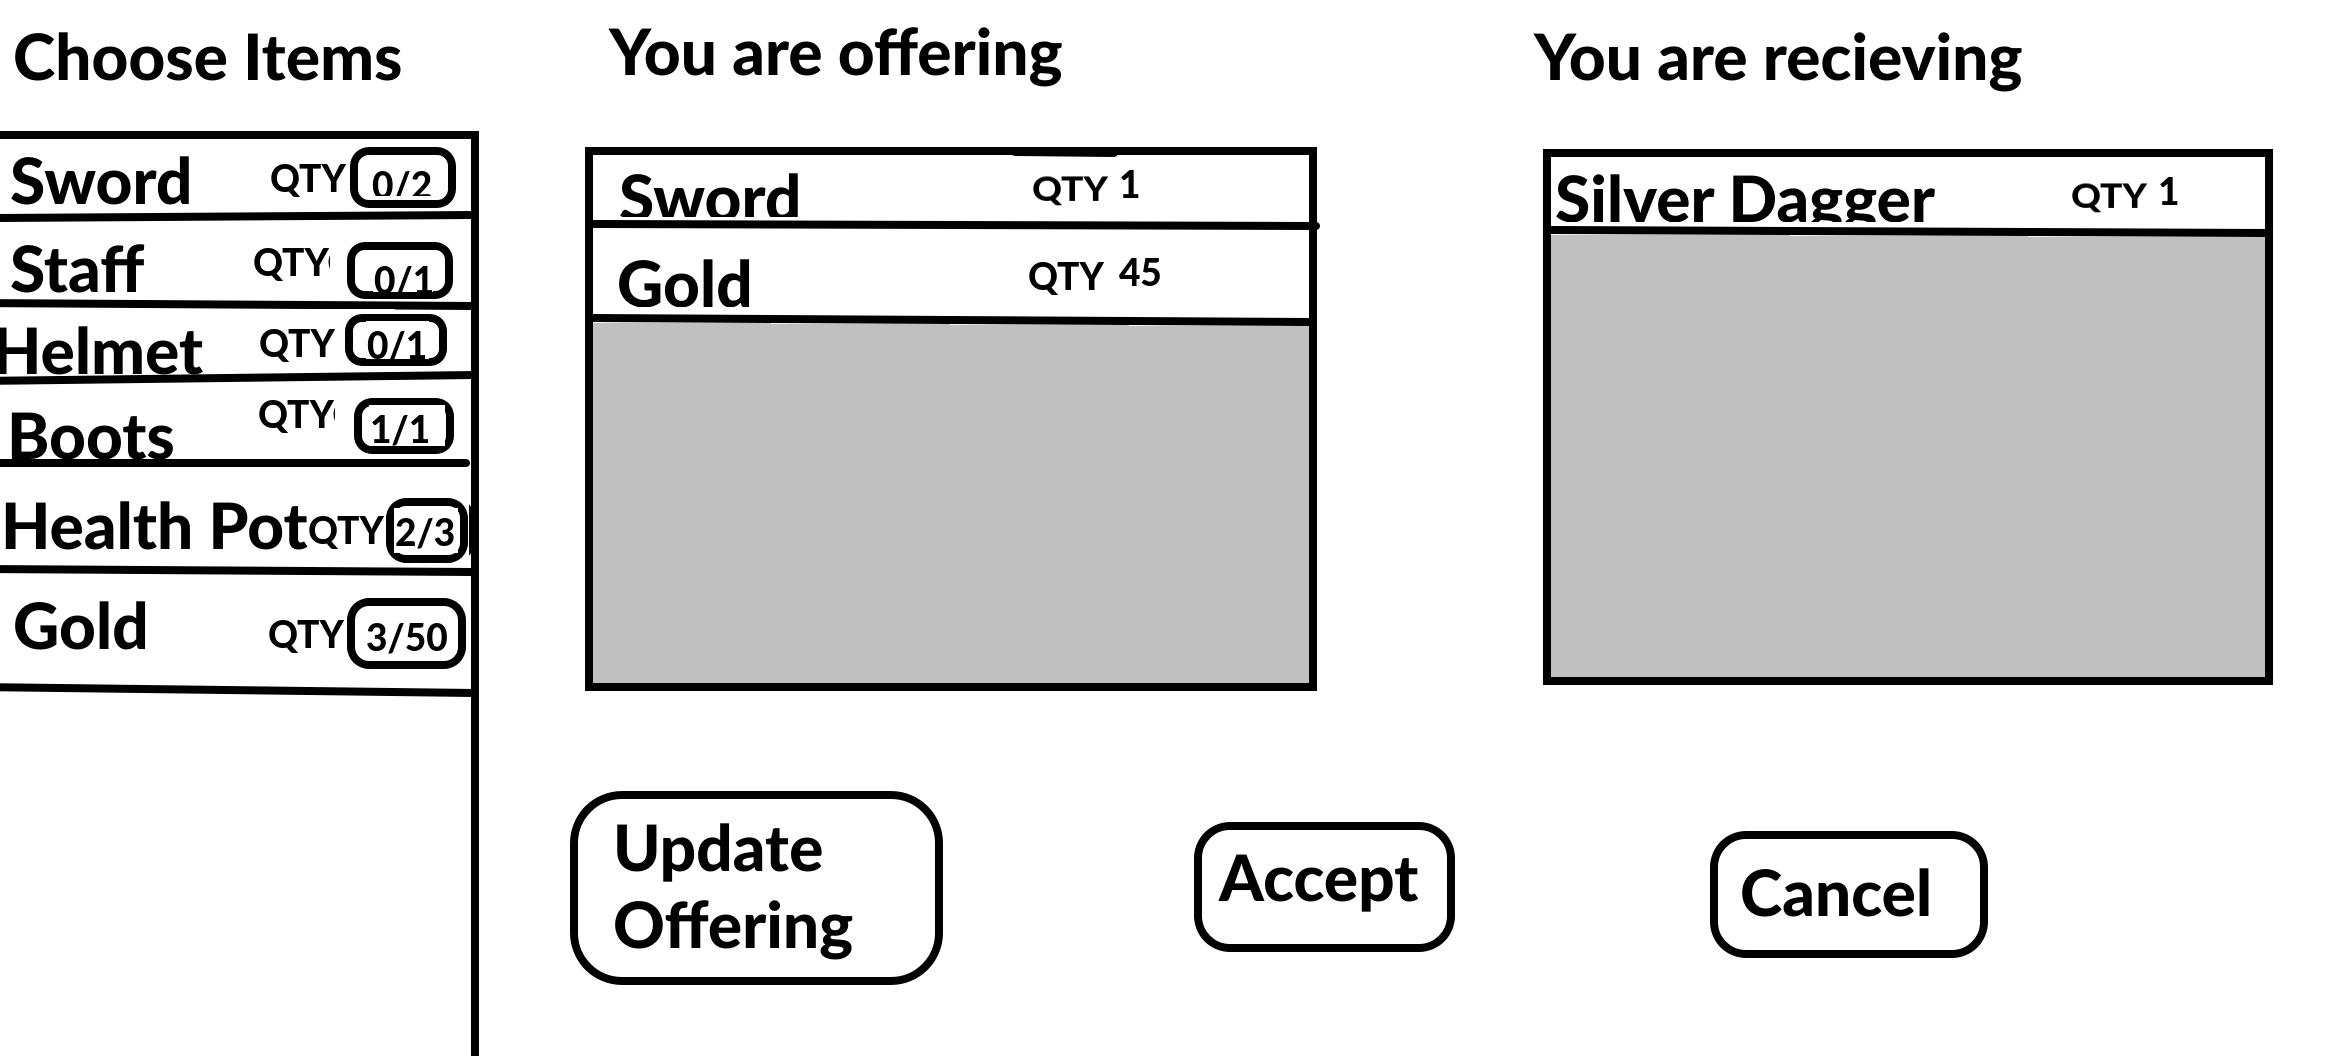 Choose Items
Sword QTY 0/2
Staff QTY 0/1
Helmet QTY 0/1
Boots QTY 1/1
Health Pot QTY 2/3
Gold QTY 3/50
You are offering
Sword QTY 1
Gold QTY 45
You are recieving
Silver Dagger QTY 1
Update
Offering
Accept
Cancel